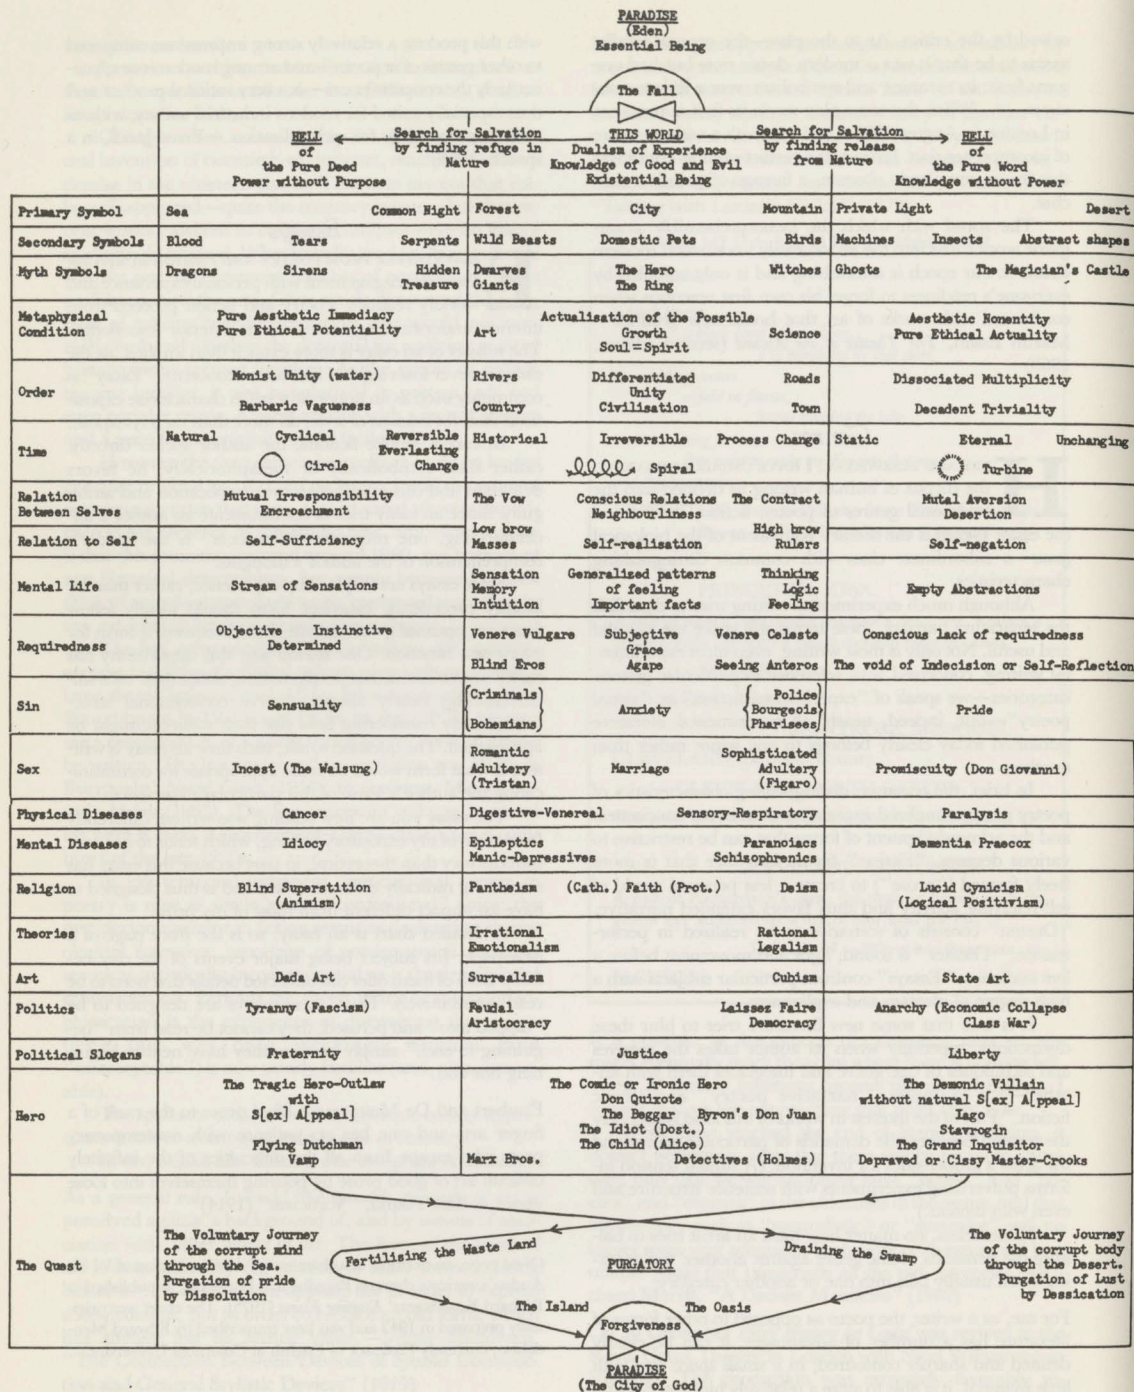 PARADISE
(Eden)
Essential Being
The Fall
HELL
of
the Pure Deed
Power without Purpose
Search for Salvation
by finding refuge in
Nature
THIS WORLD
Dualism of Experience
Knowledge of Good and Evil
Existential Being
Search for Salvation
by finding release
from Nature
HELL
of
the Pure Word
Knowledge without Power
Primary Symbol Sea Common Night Forest City Mountain Private Light Desert
Secondary Symbols Blood Tears Serpents Wild Beasts Domestic Pets Birds Machines Insects Abstract shapes
Myth Symbols Dragons Sirens Hidden Dwarves The Hero Witches Ghosts The Magician's Castle
Treasure Giants The Ring
Metaphysical Condition
Pure Aesthetic Immediacy
Pure Ethical Potentiality
Art
Actualisation of the Possible
Growth
Soul=Spirit
Science
Aesthetic Nonentity
Pure Ethical Actuality
Order
Monist Unity (water)
Barbaric Vagueness
Rivers
Country
Differentiated
Unity
Civilisation
Roads
Town
Dissociated Multiplicity
Decadent Triviality
Time
Natural Cyclical Reversible
Everlasting
Change
Circle
Historical Irreversible Process Change
Spiral
Static Eternal Unchanging
Turbine
Relation
Between Selves
Mutual Irresponsibility
Encroachment
The Vow
Conscious Relations
Neighbourliness
The Contract
Mutal Aversion
Desertion
Relation to Self
Self-Sufficiency
Low brow
Masses
Self-realisation
High brow
Rulers
Self-negation
Mental Life
Stream of Sensations
Sensation
Memory
Intuition
Generalized patterns
of feeling
Important facts
Thinking
Logic
Feeling
Empty Abstractions
Requiredness
Objective Instinctive
Determined
Venere Vulgare
Blind Eros
Subjective
Grace
Agape
Venere Celeste
Seeing Anteros
Conscious lack of requiredness
The void of Indecision or Self-Reflection
Sin
Sensuality
Criminals
Bohemians
Anxiety
Police
Bourgeois
Pharisees
Pride
Sex
Incest (The Walsung)
Romantic
Adultery
(Tristan)
Marriage
Sophisticated
Adultery
(Figaro)
Promiscuity (Don Giovanni)
Physical Diseases Cancer Digestive-Venereal Sensory-Respiratory Paralysis
Mental Diseases
Idiocy
Epileptics
Manic-Depressives
Paranoiacs
Schizophrenics
Dementia Praecox
Religion
Blind Superstition
(Animism)
Pantheism (Cath.) Faith (Prot.) Deism
Lucid Cynicism
(Logical Positivism)
Theories
Irrational
Emotionalism
Rational
Legalism
Art Dada Art Surrealism Cubism State Art
Politics
Tyranny (Fascism)
Feudal
Aristocracy
Laissez Faire
Democracy
Anarchy (Economic Collapse
Class War)
Political Slogans Fraternity Justice Liberty
Hero
The Tragic Hero-Outlaw
with
S[ex] A[ppeal]
Flying Dutchman
Vamp
The Comic or Ironic Hero
Don Quixote
The Beggar Byron's Don Juan
The Idiot (Dost.)
The Child (Alice)
Marx Bros. Detectives (Holmes)
The Demonic Villain
without natural S[ex] A[ppeal]
Iago
Stavrogin
The Grand Inquisitor
Depraved or Cissy Master-Crooks
The Quest
The Voluntary Journey
of the corrupt mind
through the Sea.
Purgation of pride
by Dissolution
Fertilising the Waste Land
PURGATORY
Draining the Swamp
The Voluntary Journey
of the corrupt body
through the Desert.
Purgation of Lust
by Dessication
The Island
The Oasis
Forgiveness
PARADISE
(The City of God)